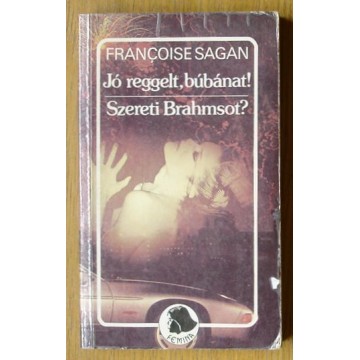 FRANÇOISE SAGAN
Jó reggelt, búbánat!
Szereti Brahmsot?
FEMINA